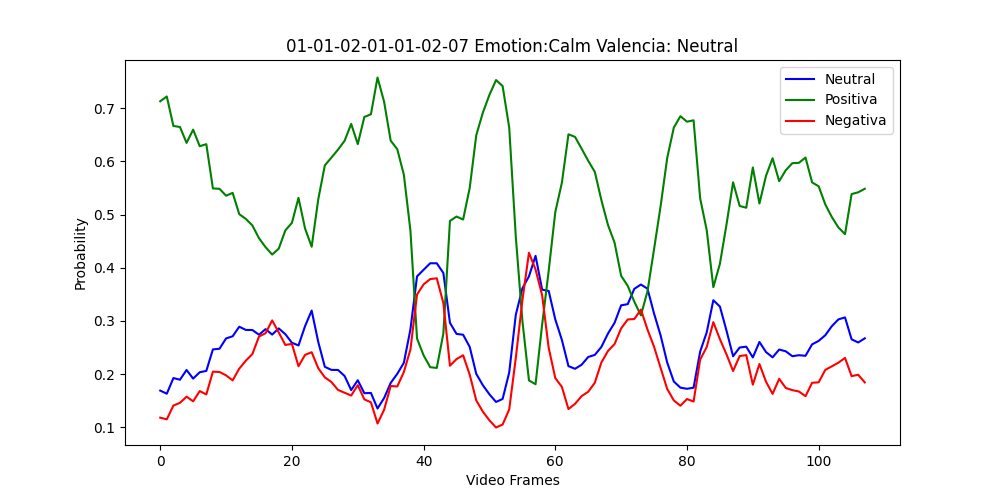 01-01-02-01-01-02-07 Emotion:Calm Valencia: Neutral
Neutral
Positiva
Negativa
Probability
0.7
0.6
0.5
0.4
0.3
0.2
0.1
0 20 40 60 80 100
Video Frames